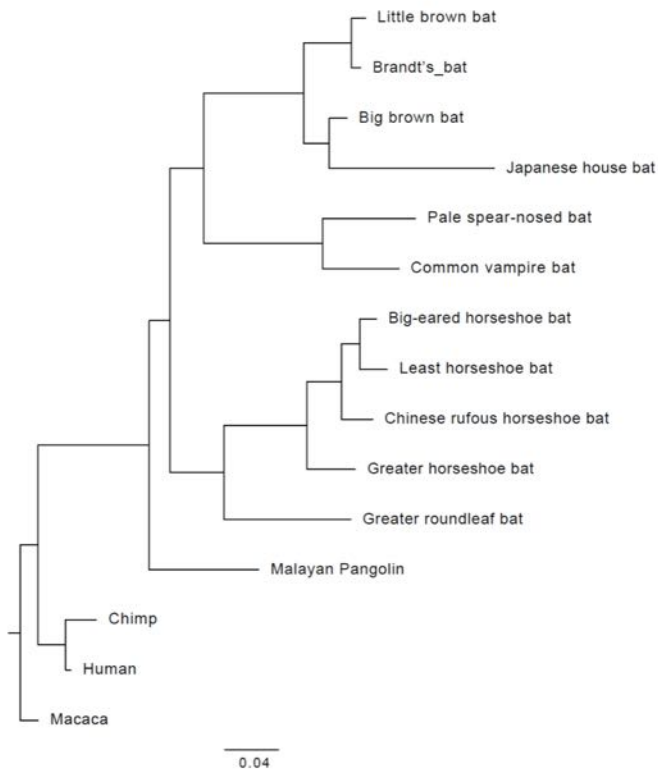 Little brown bat
Brandt's_bat
Big brown bat
Japanese house bat
Pale spear-nosed bat
Common vampire bat
Big-eared horseshoe bat
Least horseshoe bat
Chinese rufous horseshoe bat
Greater horseshoe bat
Greater roundleaf bat
Malayan Pangolin
Chimp
Human
Macaca
0.04